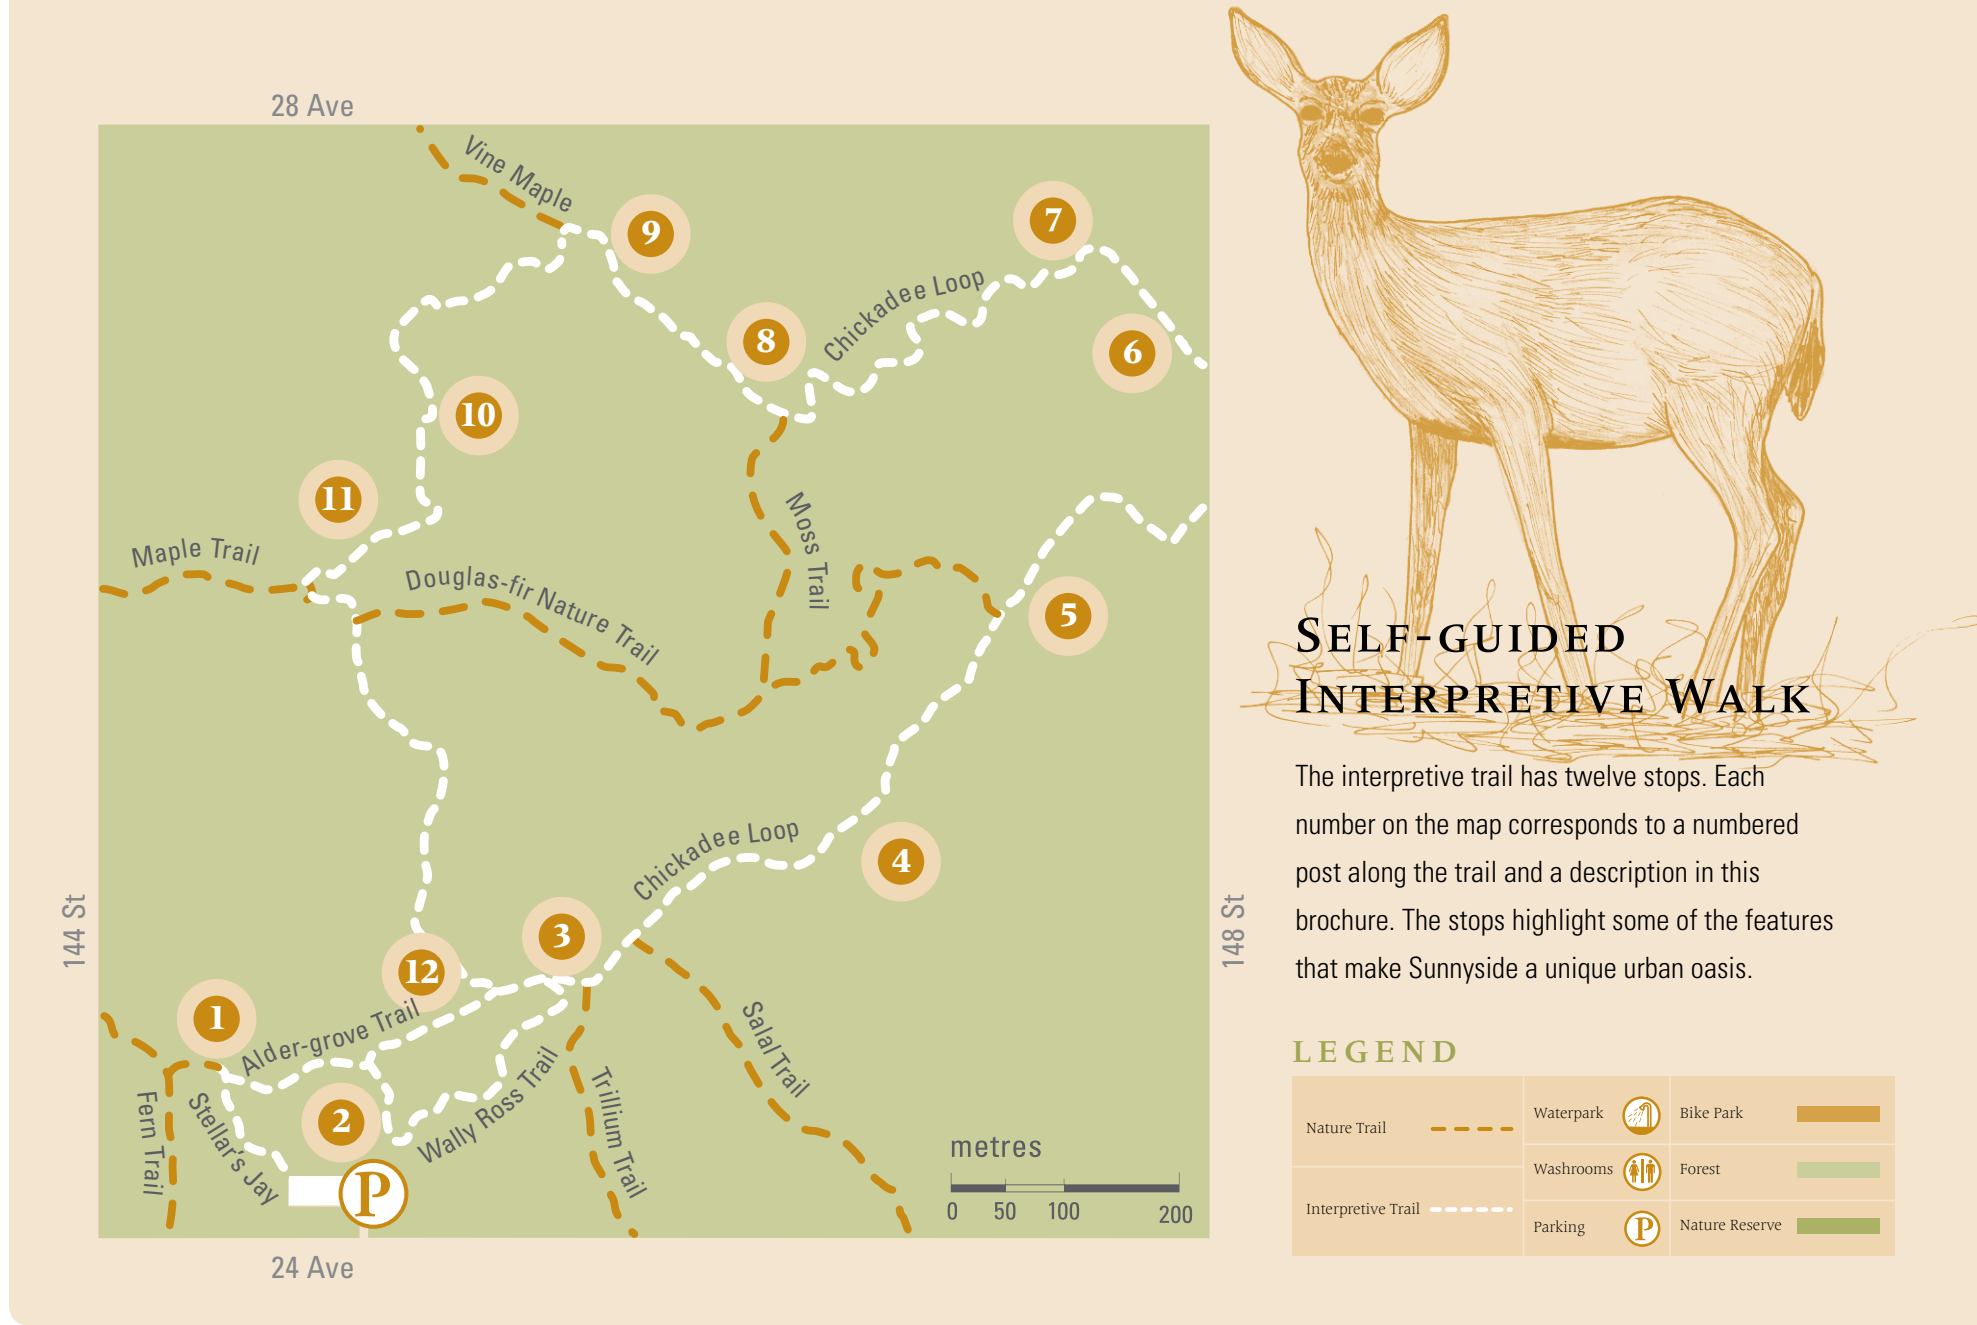 28 Ave
Vine Maple
9
7
Chickadee Loop
8
6
10
11
Maple Trail
Douglas-fir Nature Trail
Moss Trail
5
Chickadee Loop
4
144 St
148 St
3
12
1
Alder-grove Trail
Salal Trail
2
Fern Trail
Stellar's Jay
Wally Ross Trail
Trillium Trail
P
metres
0 50 100 200
24 Ave
SELF-GUIDED
INTERPRETIVE WALK
The interpretive trail has twelve stops. Each
number on the map corresponds to a numbered
post along the trail and a description in this
brochure. The stops highlight some of the features
that make Sunnyside a unique urban oasis.
LEGEND
Nature Trail
Interpretive Trail
Waterpark
Washrooms
Parking P
Bike Park
Forest
Nature Reserve